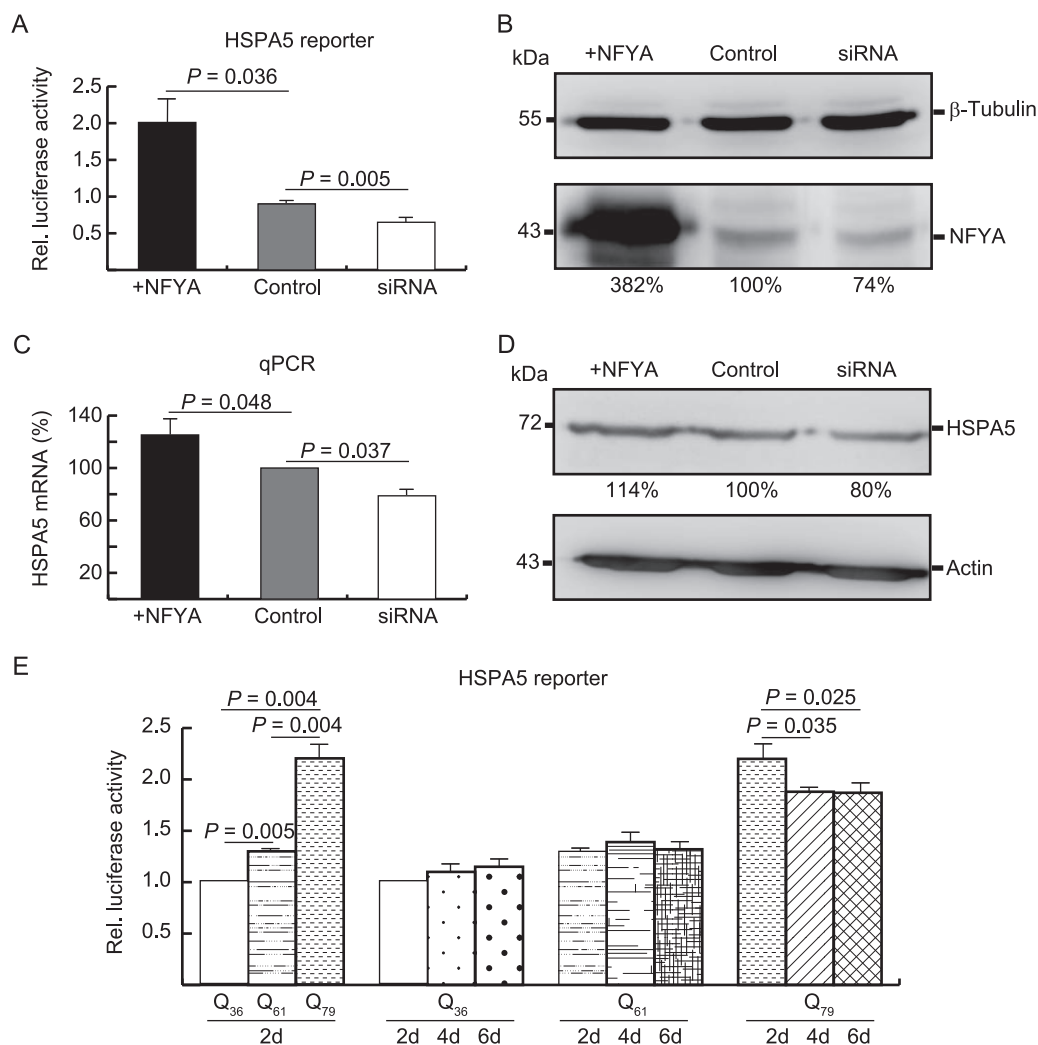 A
HSPA5 reporter
Rel. luciferase activity
2.5
2.0
1.5
1.0
0.5
P = 0.036
P = 0.005
+NFYA Control siRNA
B
kDa +NFYA Control siRNA
55 β-Tubulin
43 NFYA
382% 100% 74%
C
qPCR
HSPA5 mRNA (%)
140
100
60
20
P = 0.048
P = 0.037
+NFYA Control siRNA
D
kDa +NFYA Control siRNA
72 HSPA5
114% 100% 80%
43 Actin
E
HSPA5 reporter
Rel. luciferase activity
2.5
2.0
1.5
1.0
0.5
P = 0.004
P = 0.004
P = 0.005
P = 0.025
P = 0.035
Q36 Q61 Q79 Q36 Q61 Q79
2d 2d 4d 6d 2d 4d 6d 2d 4d 6d